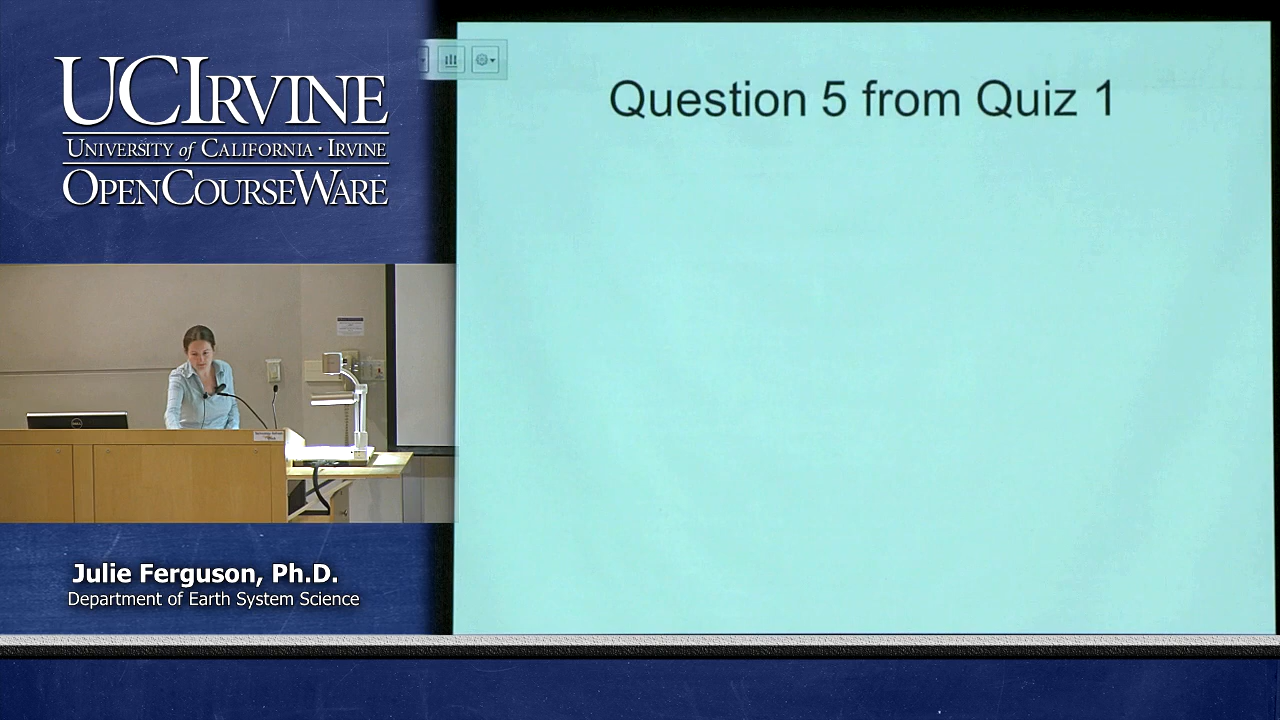 UCIRVINE
UNIVERSITY of CALIFORNIA · IRVINE
OPENCOURSEWARE
Question 5 from Quiz 1
DELL
Julie Ferguson, Ph.D.
Department of Earth System Science